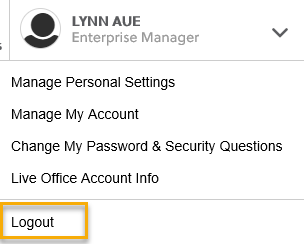 LYNN AUE
Enterprise Manager
Manage Personal Settings
Manage My Account
Change My Password & Security Questions
Live Office Account Info
Logout